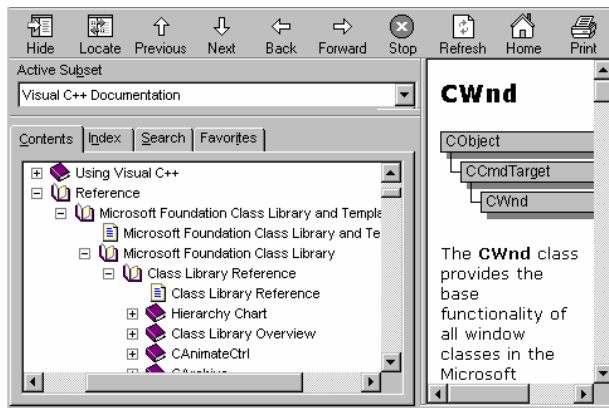 Hide Locate Previous Next Back Forward Stop Refresh Home Print
Active Subset
Visual C++ Documentation
Contents Index Search Favorites
Using Visual C++
Reference
Microsoft Foundation Class Library and Templa
Microsoft Foundation Class Library and Te
Microsoft Foundation Class Library
Class Library Reference
Class Library Reference
Hierarchy Chart
Class Library Overview
CAnimateCtrl
CWnd
CObject
CCmdTarget
CWnd
The CWnd class
provides the
base
functionality of
all window
classes in the
Microsoft